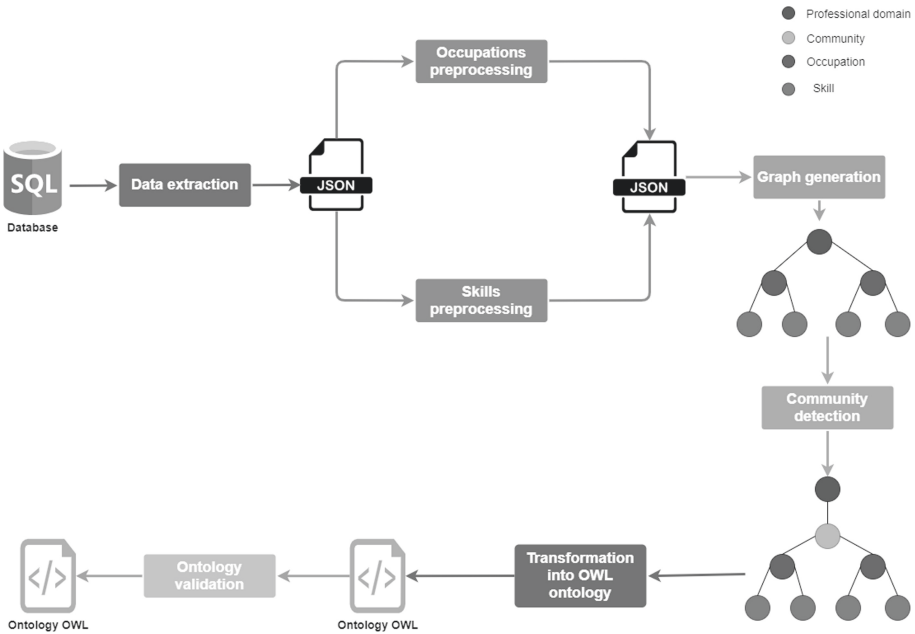 Professional domain
Community
Occupation
Skill
Occupations
preprocessing
SQL
Database
Data extraction
JSON
JSON
Graph generation
Skills
preprocessing
Community
detection
Transformation
into OWL
ontology
Ontology
validation
</>
</>
Ontology OWL
Ontology OWL